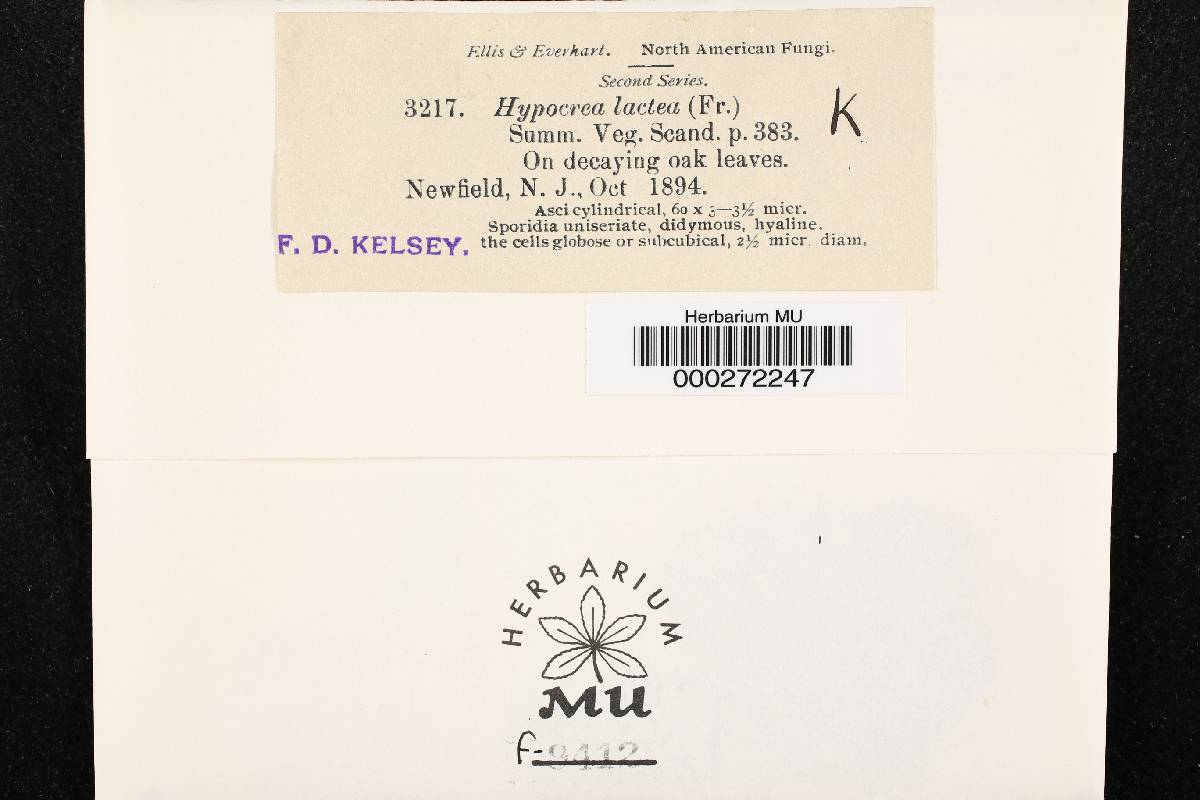 Ellis & Everhart. North American Fungi.
Second Series.
3217. Hypocrea lactea (Fr.)
K
Summ. Veg. Scand. p. 383.
On decaying oak leaves.
Newfield, N. J., Oct 1894.
Asci cylindrical, 60 x 3—3½ micr.
Sporidia uniseriate, didymous, hyaline.
F. D. KELSEY. the cells globose or subcubical, 2½ micr. diam.
Herbarium MU
000272247
HERBARIUM
MU
F-9412